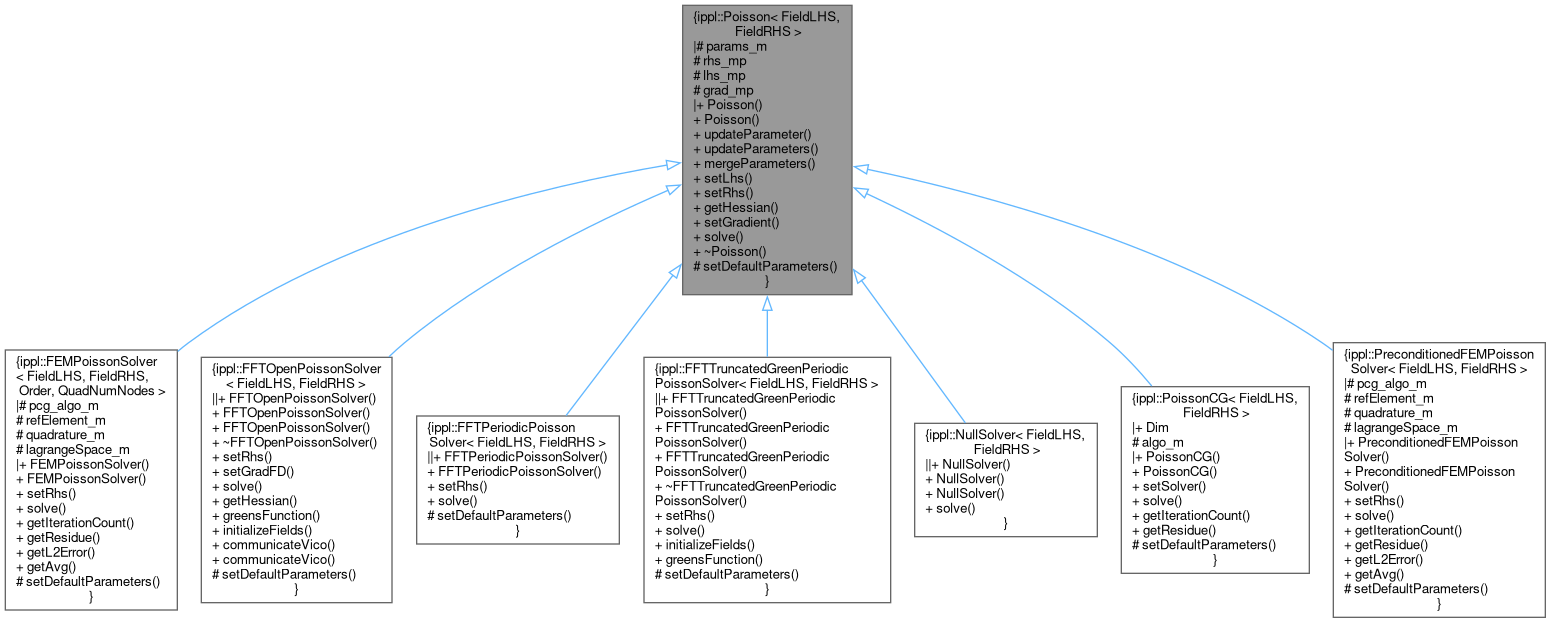 {ippl::Poisson< FieldLHS,
FieldRHS >
|# params_m
# rhs_mp
# lhs_mp
# grad_mp
|+ Poisson()
+ Poisson()
+ updateParameter()
+ updateParameters()
+ mergeParameters()
+ setLhs()
+ setRhs()
+ getHessian()
+ setGradient()
+ solve()
+ ~Poisson()
# setDefaultParameters()
}
{ippl::FEMPoissonSolver
< FieldLHS, FieldRHS,
Order, QuadNumNodes >
|# pcg_algo_m
# refElement_m
# quadrature_m
# lagrangeSpace_m
|+ FEMPoissonSolver()
+ FEMPoissonSolver()
+ setRhs()
+ solve()
+ getIterationCount()
+ getResidue()
+ getL2Error()
+ getAvg()
# setDefaultParameters()
}
{ippl::FFTOpenPoissonSolver
< FieldLHS, FieldRHS >
||+ FFTOpenPoissonSolver()
+ FFTOpenPoissonSolver()
+ FFTOpenPoissonSolver()
+ ~FFTOpenPoissonSolver()
+ setRhs()
+ setGradFD()
+ solve()
+ getHessian()
+ greensFunction()
+ initializeFields()
+ communicateVico()
+ communicateVico()
# setDefaultParameters()
}
{ippl::FFTPeriodicPoisson
Solver< FieldLHS, FieldRHS >
||+ FFTPeriodicPoissonSolver()
+ FFTPeriodicPoissonSolver()
+ setRhs()
+ solve()
# setDefaultParameters()
}
{ippl::FFTTruncatedGreenPeriodic
PoissonSolver< FieldLHS, FieldRHS >
||+ FFTTruncatedGreenPeriodic
PoissonSolver()
+ FFTTruncatedGreenPeriodic
PoissonSolver()
+ FFTTruncatedGreenPeriodic
PoissonSolver()
+ ~FFTTruncatedGreenPeriodic
PoissonSolver()
+ setRhs()
+ solve()
+ initializeFields()
+ greensFunction()
# setDefaultParameters()
}
{ippl::NullSolver< FieldLHS,
FieldRHS >
||+ NullSolver()
+ NullSolver()
+ NullSolver()
+ solve()
}
{ippl::PoissonCG< FieldLHS,
FieldRHS >
|+ Dim
# algo_m
|+ PoissonCG()
+ PoissonCG()
+ setSolver()
+ solve()
+ getIterationCount()
+ getResidue()
# setDefaultParameters()
}
{ippl::PreconditionedFEMPoisson
Solver< FieldLHS, FieldRHS >
|# pcg_algo_m
# refElement_m
# quadrature_m
# lagrangeSpace_m
|+ PreconditionedFEMPoisson
Solver()
+ PreconditionedFEMPoisson
Solver()
+ setRhs()
+ solve()
+ getIterationCount()
+ getResidue()
+ getL2Error()
+ getAvg()
# setDefaultParameters()
}